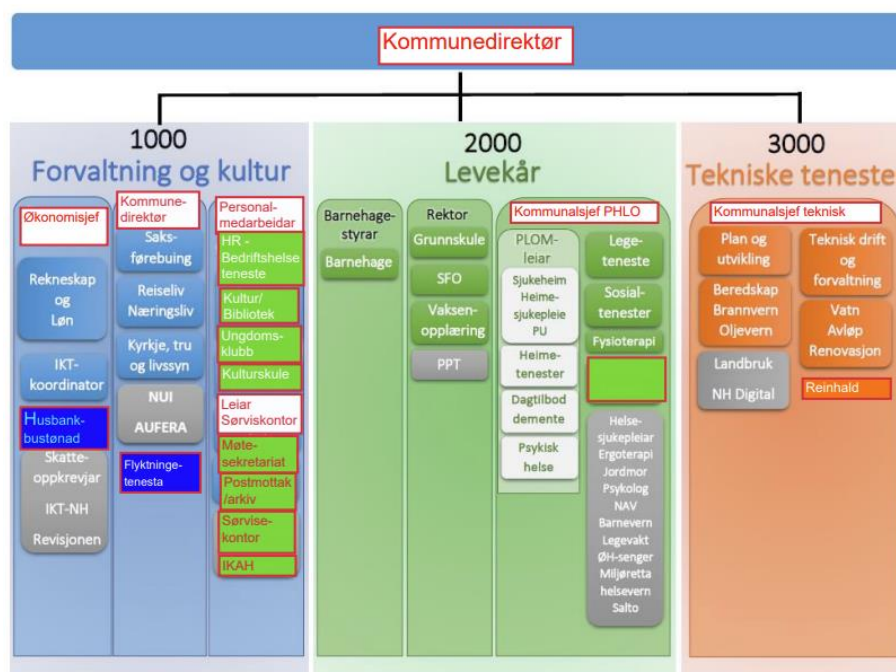 Kommunedirektør
1000
Forvaltning og kultur
Økonomisjef
Rekneskap
og
Løn
IKT-
koordinator
Husbank-
bustønad
Skatte-
oppkrevjar
IKT-NH
Revisjonen
Kommune-
direktør
Saks-
førebuing
Reiseliv
Næringsliv
Kyrkje, tru
og livssyn
NUI
AUFERA
Flyktninge-
tenesta
Personal-
medarbeidar
HR -
Bedriftshelse
teneste
Kultur/
Bibliotek
Ungdoms-
klubb
Kulturskule
Leiar
Sørviskontor
Møte-
sekretariat
Postmottak
/arkiv
Sørvise-
kontor
IKAH
2000
Levekår
Barnehage-
styrar
Barnehage
Rektor
Grunnskule
SFO
Vaksen-
opplæring
PPT
Kommunalsjef PHLO
PLOM-
leiar
Sjukeheim
Heime-
sjukepleie
PU
Heime-
tenester
Dagtilbod
demente
Psykisk
helse
Lege-
teneste
Sosial-
tenester
Fysioterapi
Helse-
sjukepleiar
Ergoterapi
Jordmor
Psykolog
NAV
Barnevern
Legevakt
ØH-senger
Miljøretta
helsevern
Salto
3000
Tekniske teneste
Kommunalsjef teknisk
Plan og
utvikling
Beredskap
Brannvern
Oljevern
Landbruk
NH Digital
Teknisk drift
og
forvaltning
Vatn
Avløp
Renovasjon
Reinhald